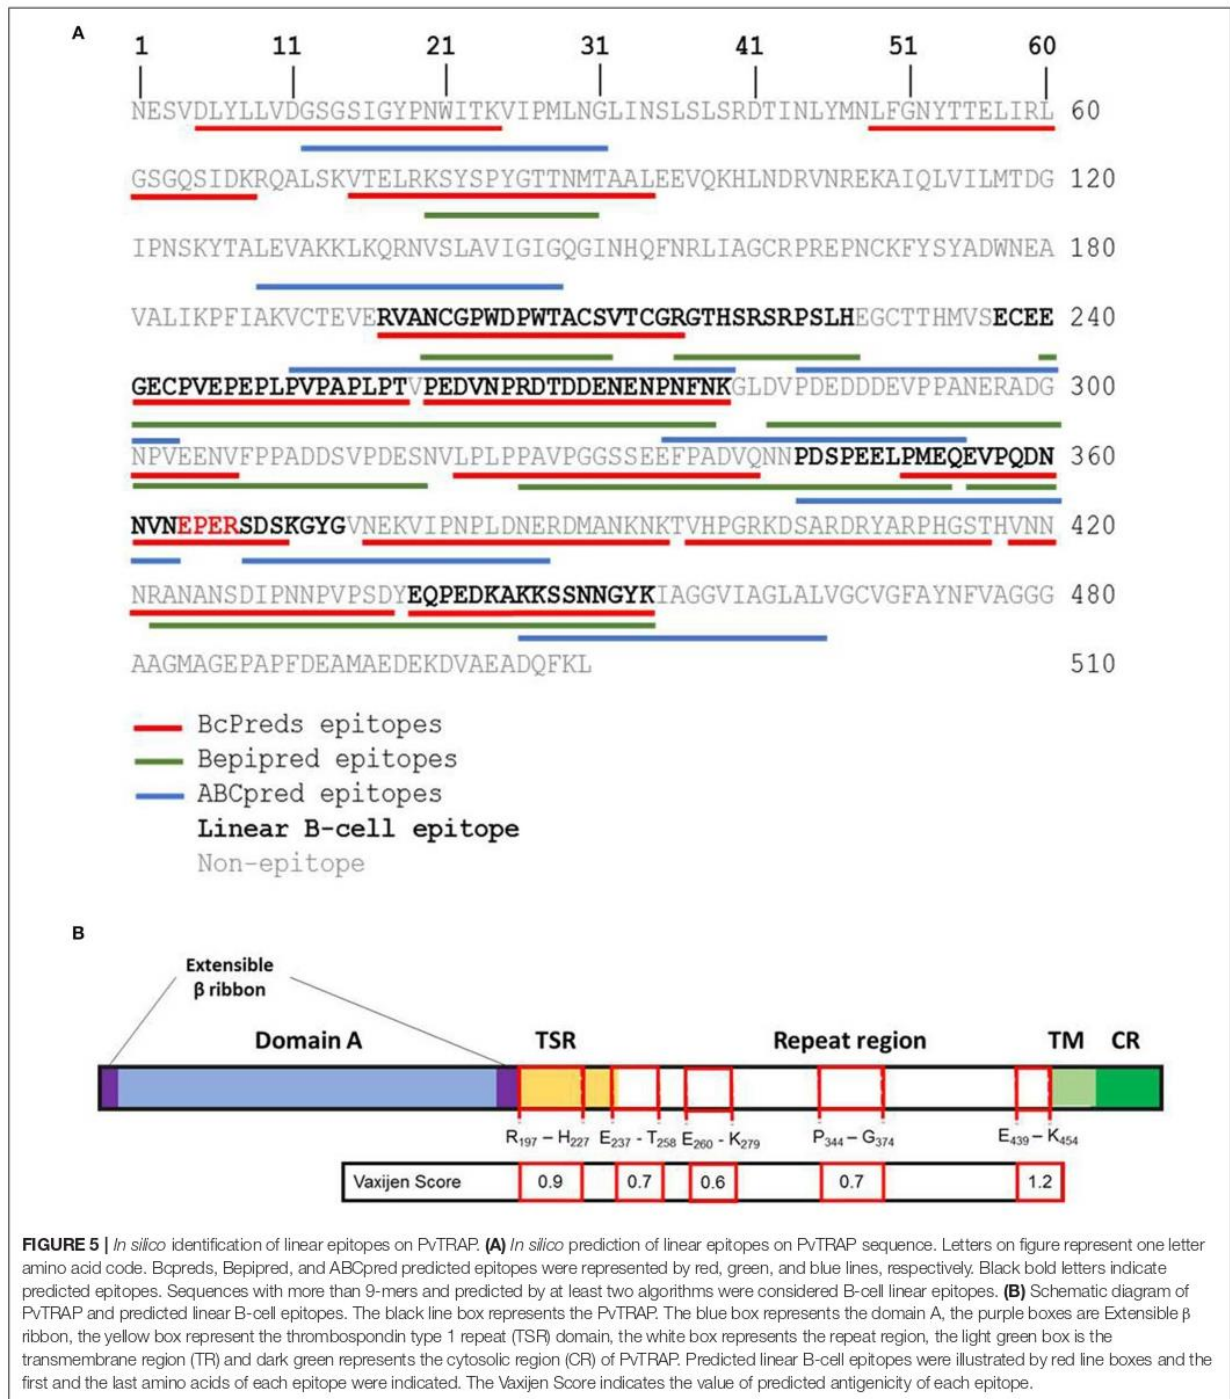 A
1 11 21 31 41 51 60
NESVDLYLLVDGSGSIGYPNWITKVIPMLNGLINSLSLSRDTINLYMNLFGNYTTELIRL 60
GSGQSIDKRQALSKVTELRKSYSPYGTTNMTAALEEVQKHLNDRVNREKAIQLVILMTDG 120
IPNSKYTALEVAKKLKQRNVSLAVIGIGQGINHQFNRLIAGCRPREPNCKFYSYADWNEA 180
VALIKPFIAKVCTEVERVANCGPWDPWTACSVTCGRGTHSRSRPSLHEGCTTHMVSECEE 240
GECPVEPEPLPVPAPLPTVPEDVNPRDTDDENENPNFNKGLDVPDEDDDEVPPANERADG 300
NPVEENVFPPADDSVPDESNVLPLPPAVPGGSSEEFPADVQNNPDSPEELPMEQEVPQDN 360
NVNEPERSDSKGYGVNEKVIPNPLDNERDMANKNKTVHPGRKDSARDRYARPHGSTHVNN 420
NRANANSDIPNNPVPSDYEQPEDKAKKSSNNGYKIAGGVIAGLALVGCVGFAYNFVAGGG 480
AAGMAGEPAPFDEAMAEDEKDVAEADQFKL 510
BcPreds epitopes
Bepipred epitopes
ABCpred epitopes
Linear B-cell epitope
Non-epitope
B
Extensible
β ribbon
Domain A TSR Repeat region TM CR
R197 – H227 E237 - T258 E260 - K279 P344 – G374 E439 – K454
Vaxijen Score 0.9 0.7 0.6 0.7 1.2
FIGURE 5 | In silico identification of linear epitopes on PvTRAP. (A) In silico prediction of linear epitopes on PvTRAP sequence. Letters on figure represent one letter
amino acid code. Bcpreds, Bepipred, and ABCpred predicted epitopes were represented by red, green, and blue lines, respectively. Black bold letters indicate
predicted epitopes. Sequences with more than 9-mers and predicted by at least two algorithms were considered B-cell linear epitopes. (B) Schematic diagram of
PvTRAP and predicted linear B-cell epitopes. The black line box represents the PvTRAP. The blue box represents the domain A, the purple boxes are Extensible β
ribbon, the yellow box represent the thrombospondin type 1 repeat (TSR) domain, the white box represents the repeat region, the light green box is the
transmembrane region (TR) and dark green represents the cytosolic region (CR) of PvTRAP. Predicted linear B-cell epitopes were illustrated by red line boxes and the
first and the last amino acids of each epitope were indicated. The Vaxijen Score indicates the value of predicted antigenicity of each epitope.